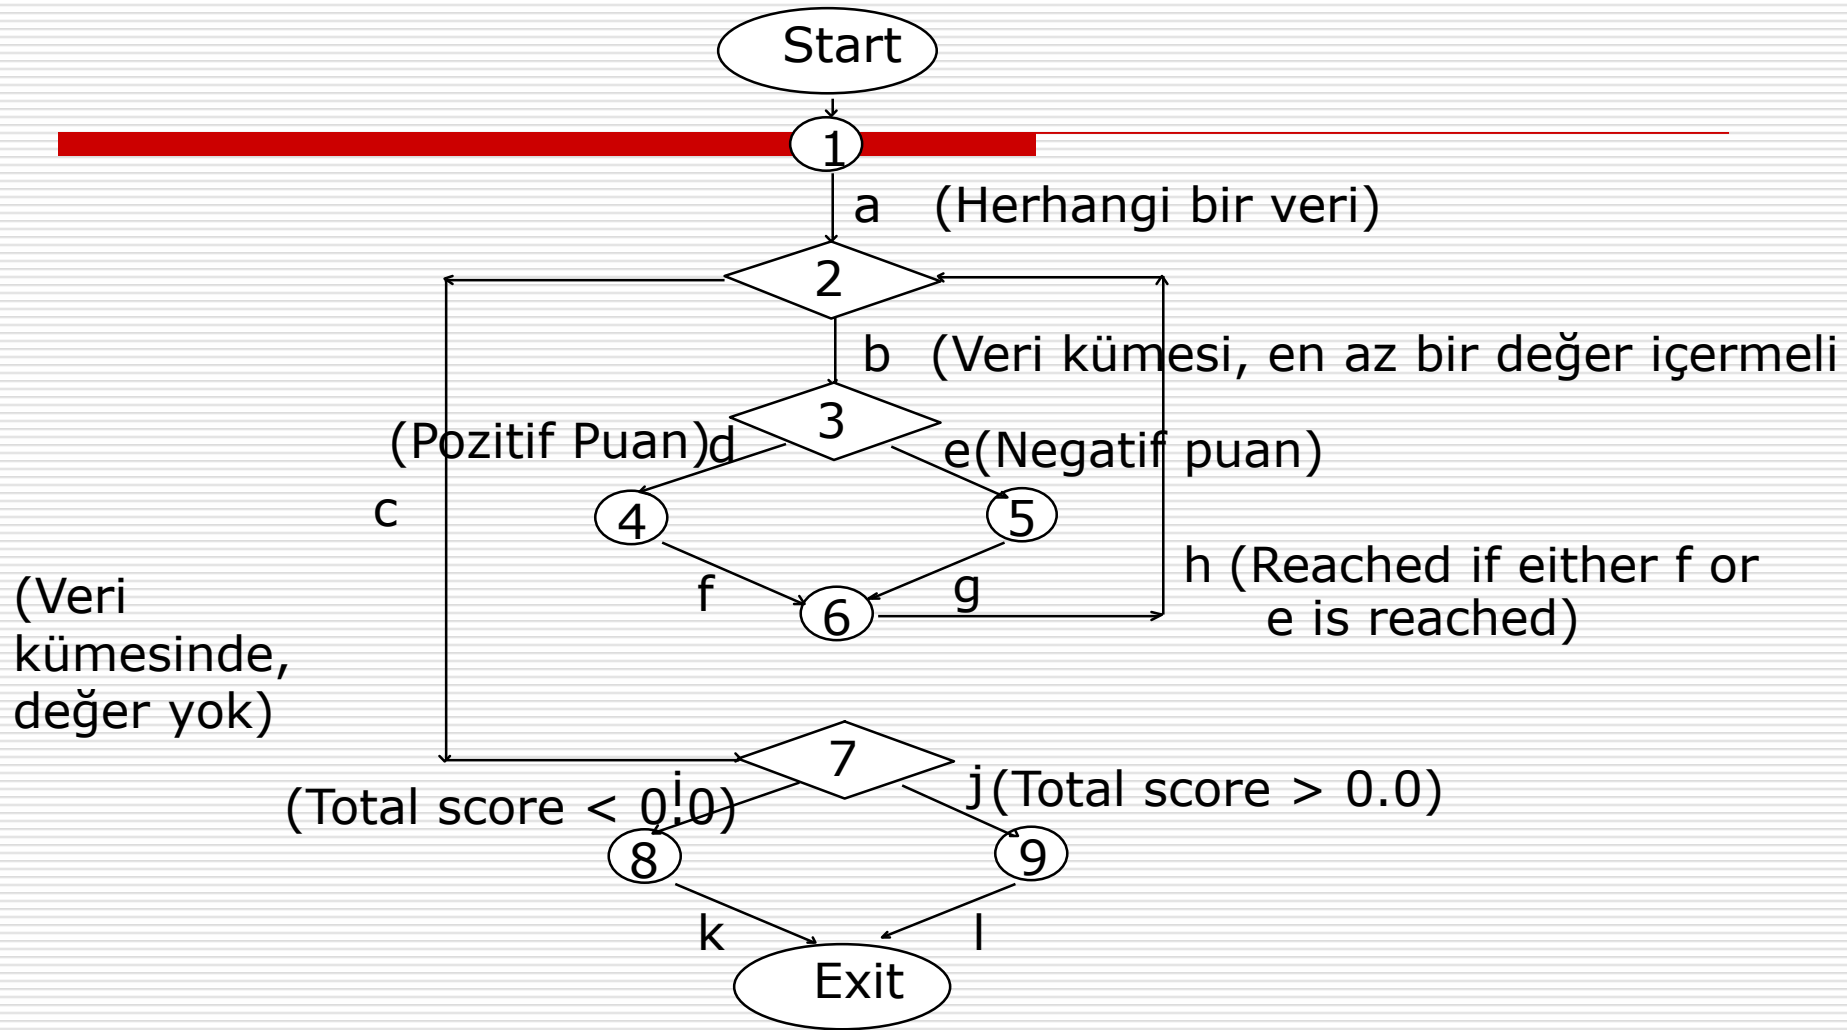 Start
1
a (Herhangi bir veri)
2
b (Veri kümesi, en az bir değer içermeli
3
(Pozitif Puan)d
e(Negatif puan)
c
4
5
f
g
6
h (Reached if either f or
e is reached)
(Veri
kümesinde,
değer yok)
7
i
(Total score < 0.0)
j(Total score > 0.0)
8
9
k
l
Exit